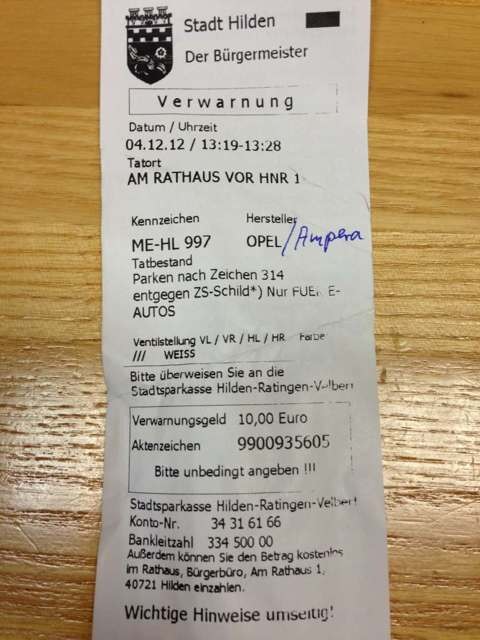 Stadt Hilden
Der Bürgermeister
Verwarnung
Datum / Uhrzeit
04.12.12 / 13:19-13:28
Tatort
AM RATHAUS VOR HNR 1
Kennzeichen Hersteller
ME-HL 997 OPEL /Ampera
Tatbestand
Parken nach Zeichen 314
entgegen ZS-Schild*) Nur FUER E-
AUTOS
Ventilstellung VL / VR / HL / HR Farbe
/// WEISS
Bitte überweisen Sie an die
Stadtsparkasse Hilden-Ratingen-Velbert
Verwarnungsgeld 10,00 Euro
Aktenzeichen 9900935605
Bitte unbedingt angeben !!!
Stadtsparkasse Hilden-Ratingen-Velbert
Konto-Nr. 34 31 61 66
Bankleitzahl 334 500 00
Außerdem können Sie den Betrag kostenlos
im Rathaus, Bürgerbüro, Am Rathaus 1,
40721 Hilden einzahlen.
Wichtige Hinweise umseitig!